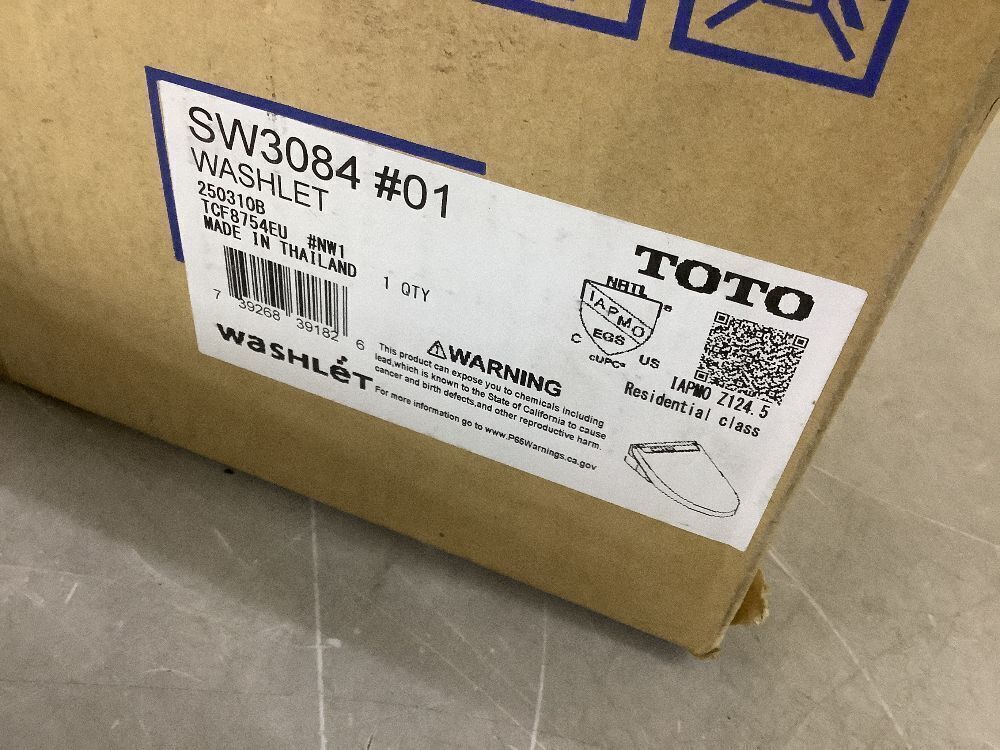 SW3084 #01
WASHLET
250310B
TCF8754EU #NW1
MADE IN THAILAND
1 QTY
7 39268 39182 6
WASHLET
TOTO
NRTL
IAPMO
EGS
C US
cUPC
IAPMO Z124.5
Residential class
⚠WARNING
This product can expose you to chemicals including
lead,which is known to the State of California to cause
cancer and birth defects,and other reproductive harm.
For more information go to www.P65Warnings.ca.gov